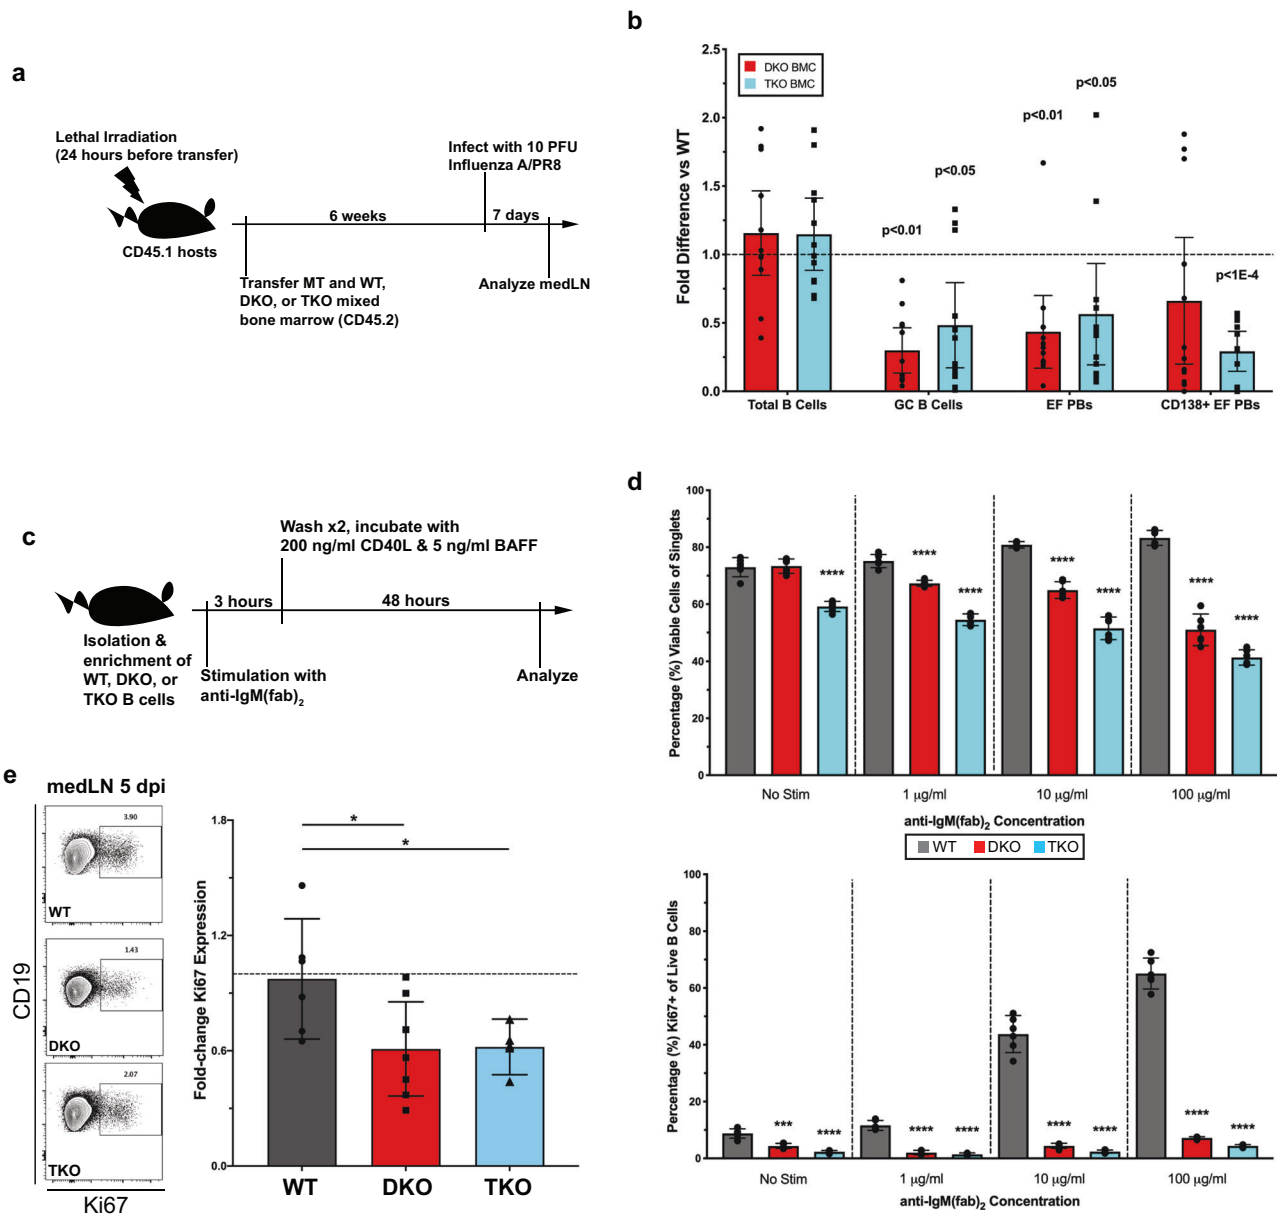 a
Lethal Irradiation
(24 hours before transfer)
CD45.1 hosts
6 weeks
Infect with 10 PFU
Influenza A/PR8
7 days
Transfer MT and WT,
DKO, or TKO mixed
bone marrow (CD45.2)
Analyze medLN
b
Fold Difference vs WT
2.5
2.0
1.5
1.0
0.5
0.0
DKO BMC
TKO BMC
p<0.01
p<0.05
p<0.01
p<0.05
p<1E-4
Total B Cells
GC B Cells
EF PBs
CD138+ EF PBs
c
Wash x2, incubate with
200 ng/ml CD40L & 5 ng/ml BAFF
3 hours
48 hours
Isolation &
enrichment of
WT, DKO, or
TKO B cells
Stimulation with
anti-IgM(fab)₂
Analyze
d
Percentage (%) Viable Cells of Singlets
100
80
60
40
20
0
****
****
****
****
****
****
****
No Stim
1 µg/ml
10 µg/ml
100 µg/ml
anti-IgM(fab)₂ Concentration
WT
DKO
TKO
Percentage (%) Ki67+ of Live B Cells
100
80
60
40
20
0
***
****
****
****
****
****
****
****
No Stim
1 µg/ml
10 µg/ml
100 µg/ml
anti-IgM(fab)₂ Concentration
e
medLN 5 dpi
3.90
WT
1.43
DKO
2.07
TKO
CD19
Ki67
Fold-change Ki67 Expression
1.8
1.2
0.6
0.0
*
*
WT
DKO
TKO